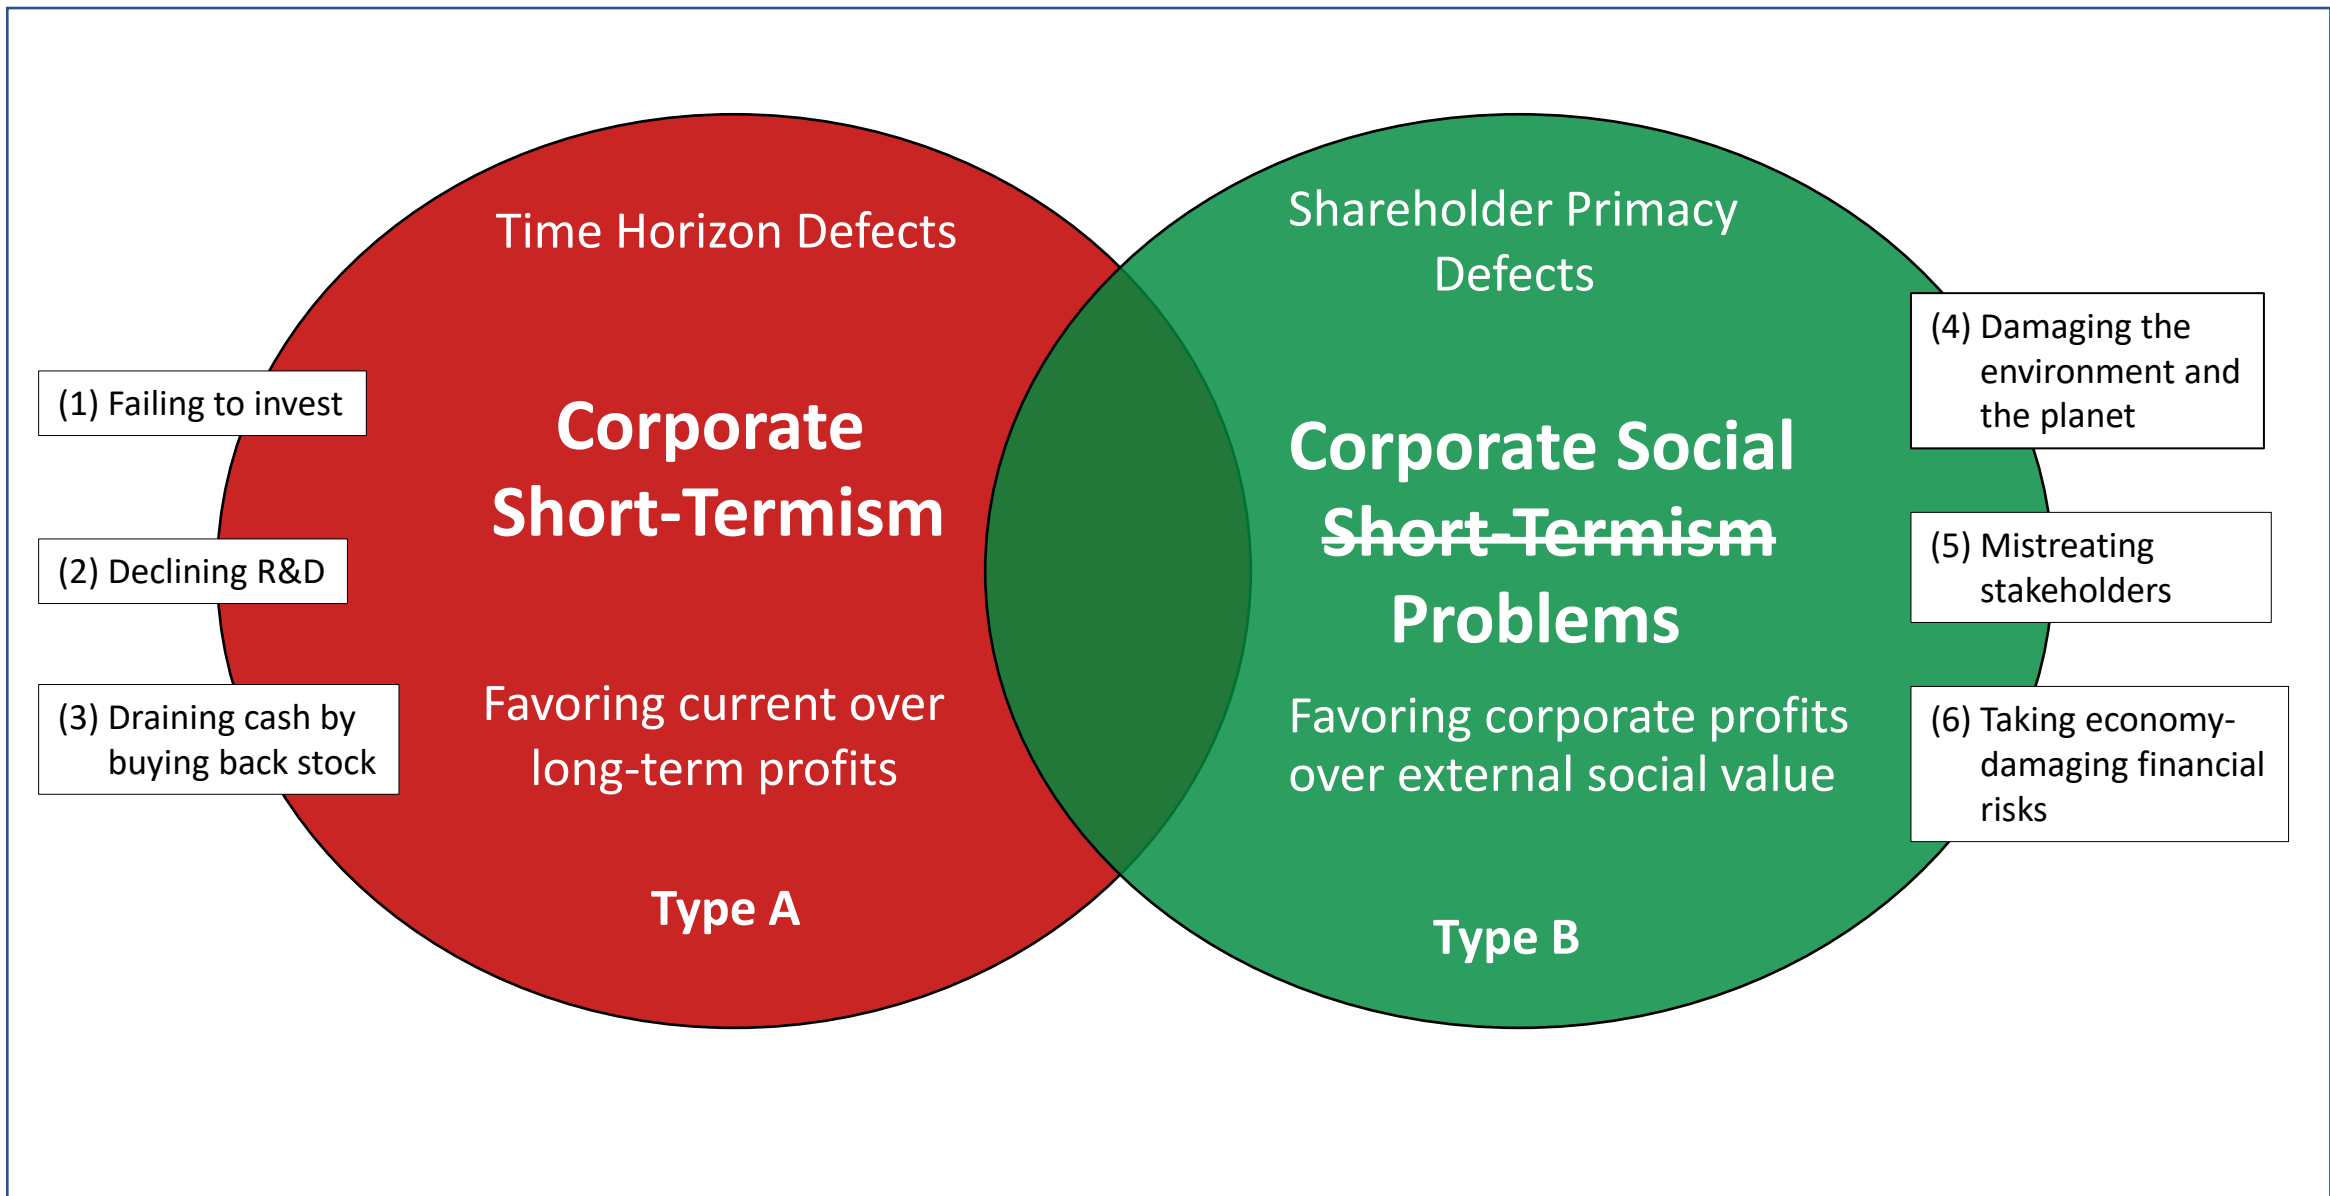 Time Horizon Defects
Corporate
Short-Termism
Favoring current over
long-term profits
Type A
(1) Failing to invest
(2) Declining R&D
(3) Draining cash by
buying back stock
Shareholder Primacy
Defects
Corporate Social
Short-Termism
Problems
Favoring corporate profits
over external social value
Type B
(4) Damaging the
environment and
the planet
(5) Mistreating
stakeholders
(6) Taking economy-
damaging financial
risks